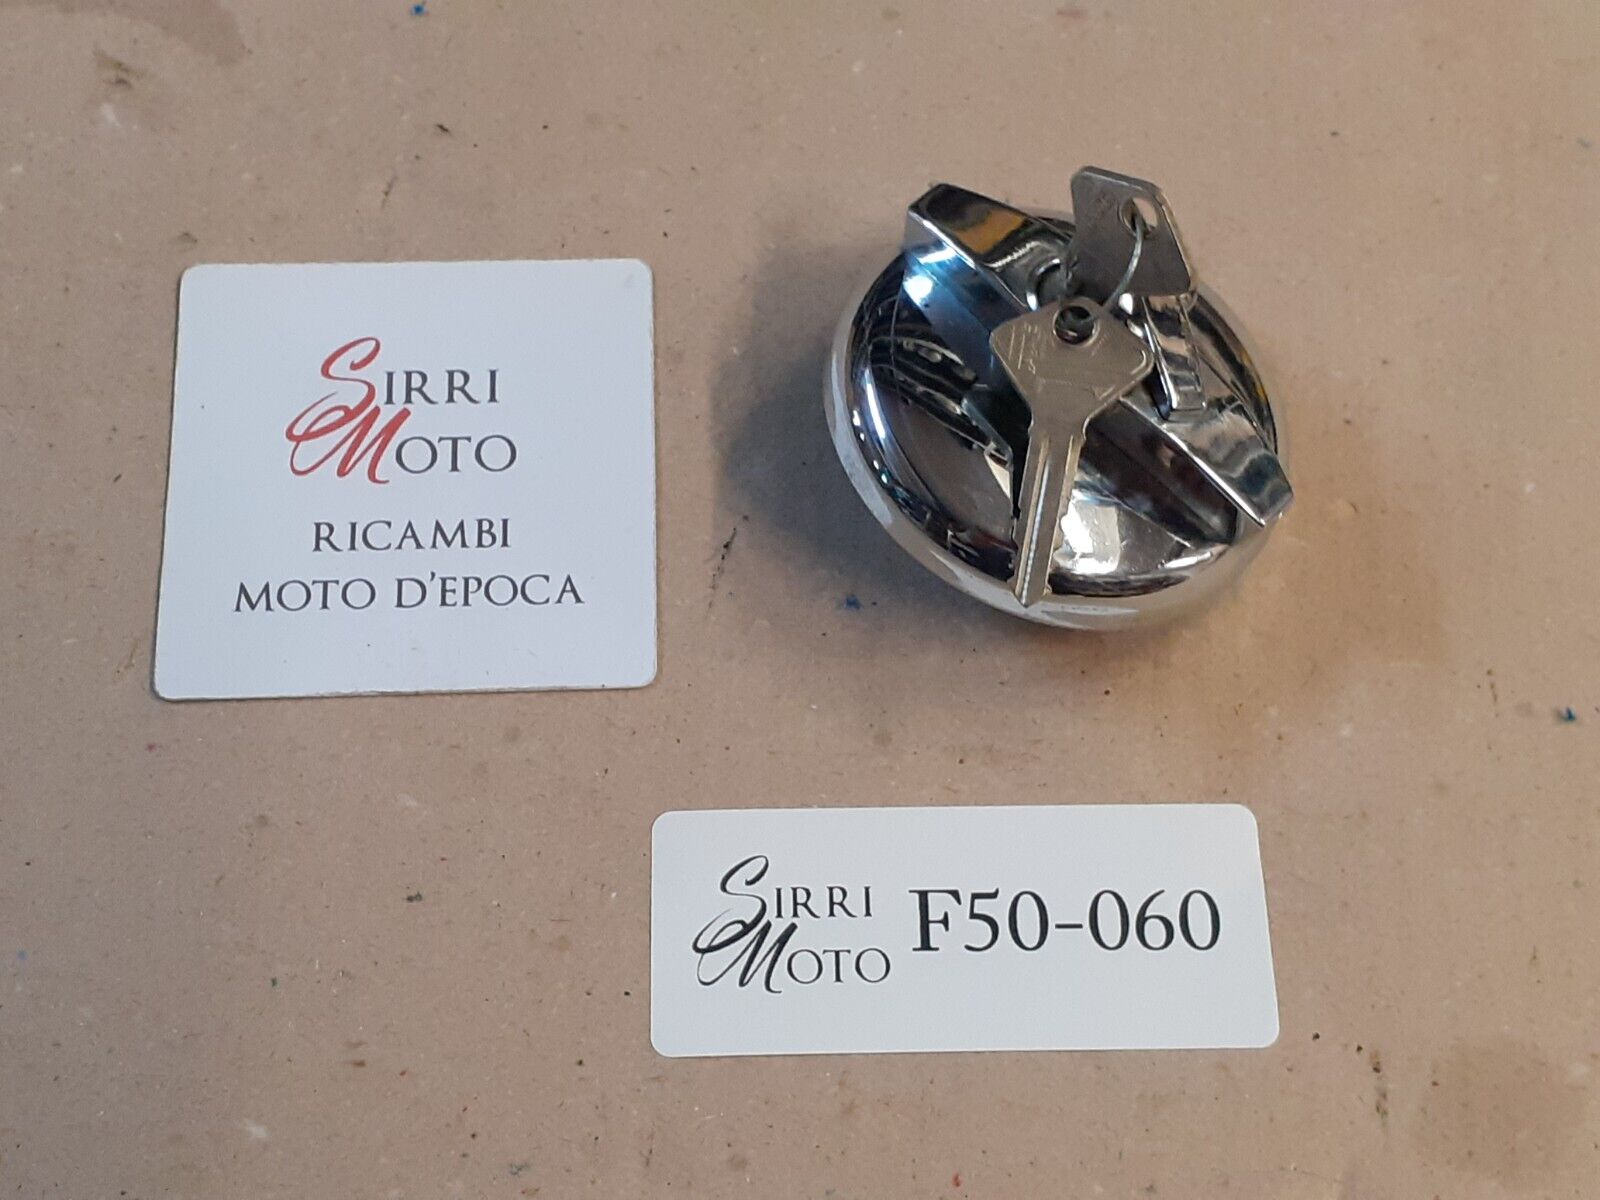 SIRRI
MOTO
RICAMBI
MOTO D'EPOCA
SIRRI
MOTO
F50-060